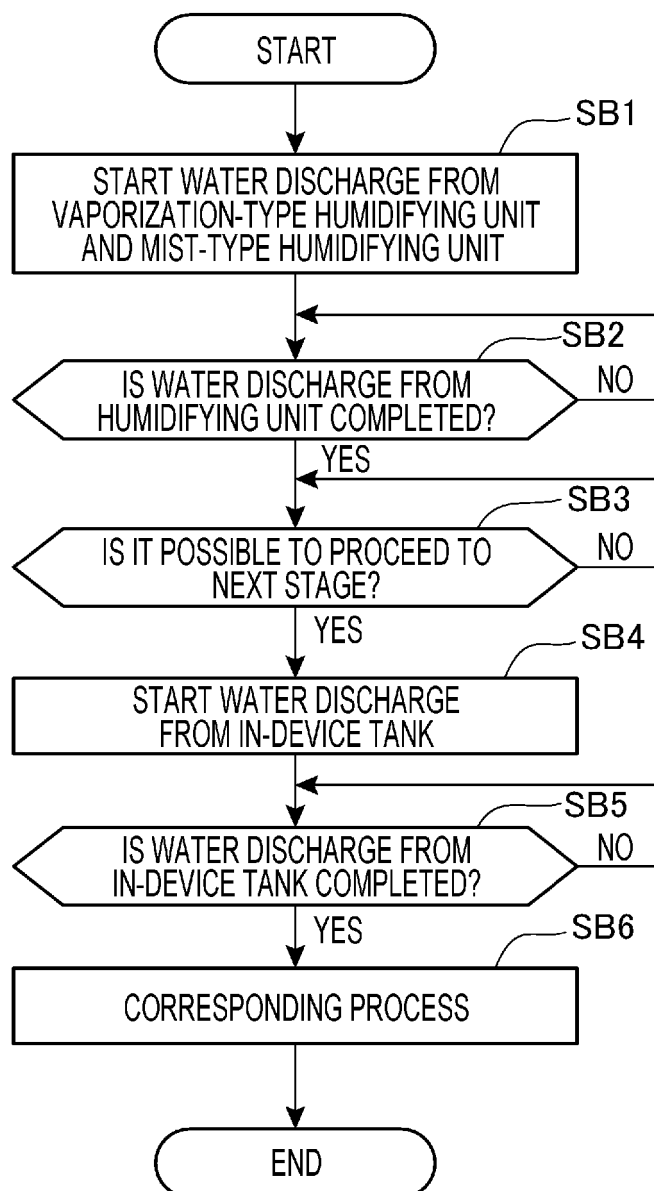 START
SB1
START WATER DISCHARGE FROM
VAPORIZATION-TYPE HUMIDIFYING UNIT
AND MIST-TYPE HUMIDIFYING UNIT
SB2
IS WATER DISCHARGE FROM
HUMIDIFYING UNIT COMPLETED?
NO
YES
SB3
IS IT POSSIBLE TO PROCEED TO
NEXT STAGE?
NO
YES
SB4
START WATER DISCHARGE
FROM IN-DEVICE TANK
SB5
IS WATER DISCHARGE FROM
IN-DEVICE TANK COMPLETED?
NO
YES
SB6
CORRESPONDING PROCESS
END